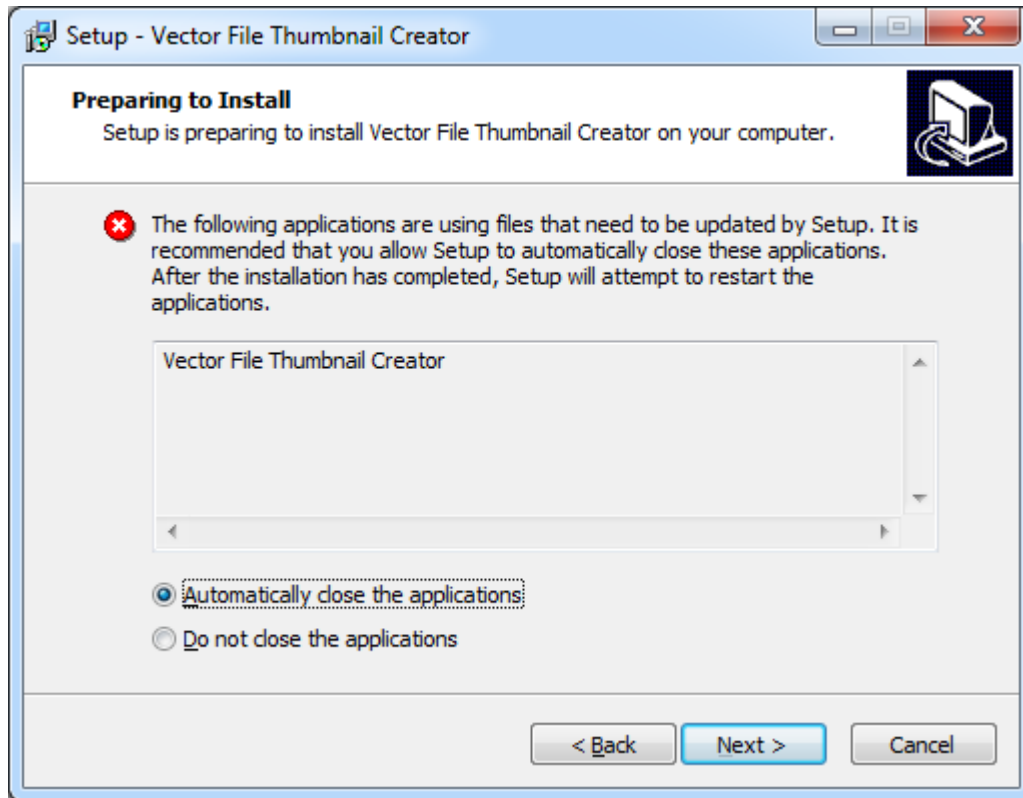 Setup - Vector File Thumbnail Creator
Preparing to Install
Setup is preparing to install Vector File Thumbnail Creator on your computer.
The following applications are using files that need to be updated by Setup. It is
recommended that you allow Setup to automatically close these applications.
After the installation has completed, Setup will attempt to restart the
applications.
Vector File Thumbnail Creator
Automatically close the applications
Do not close the applications
< Back Next > Cancel